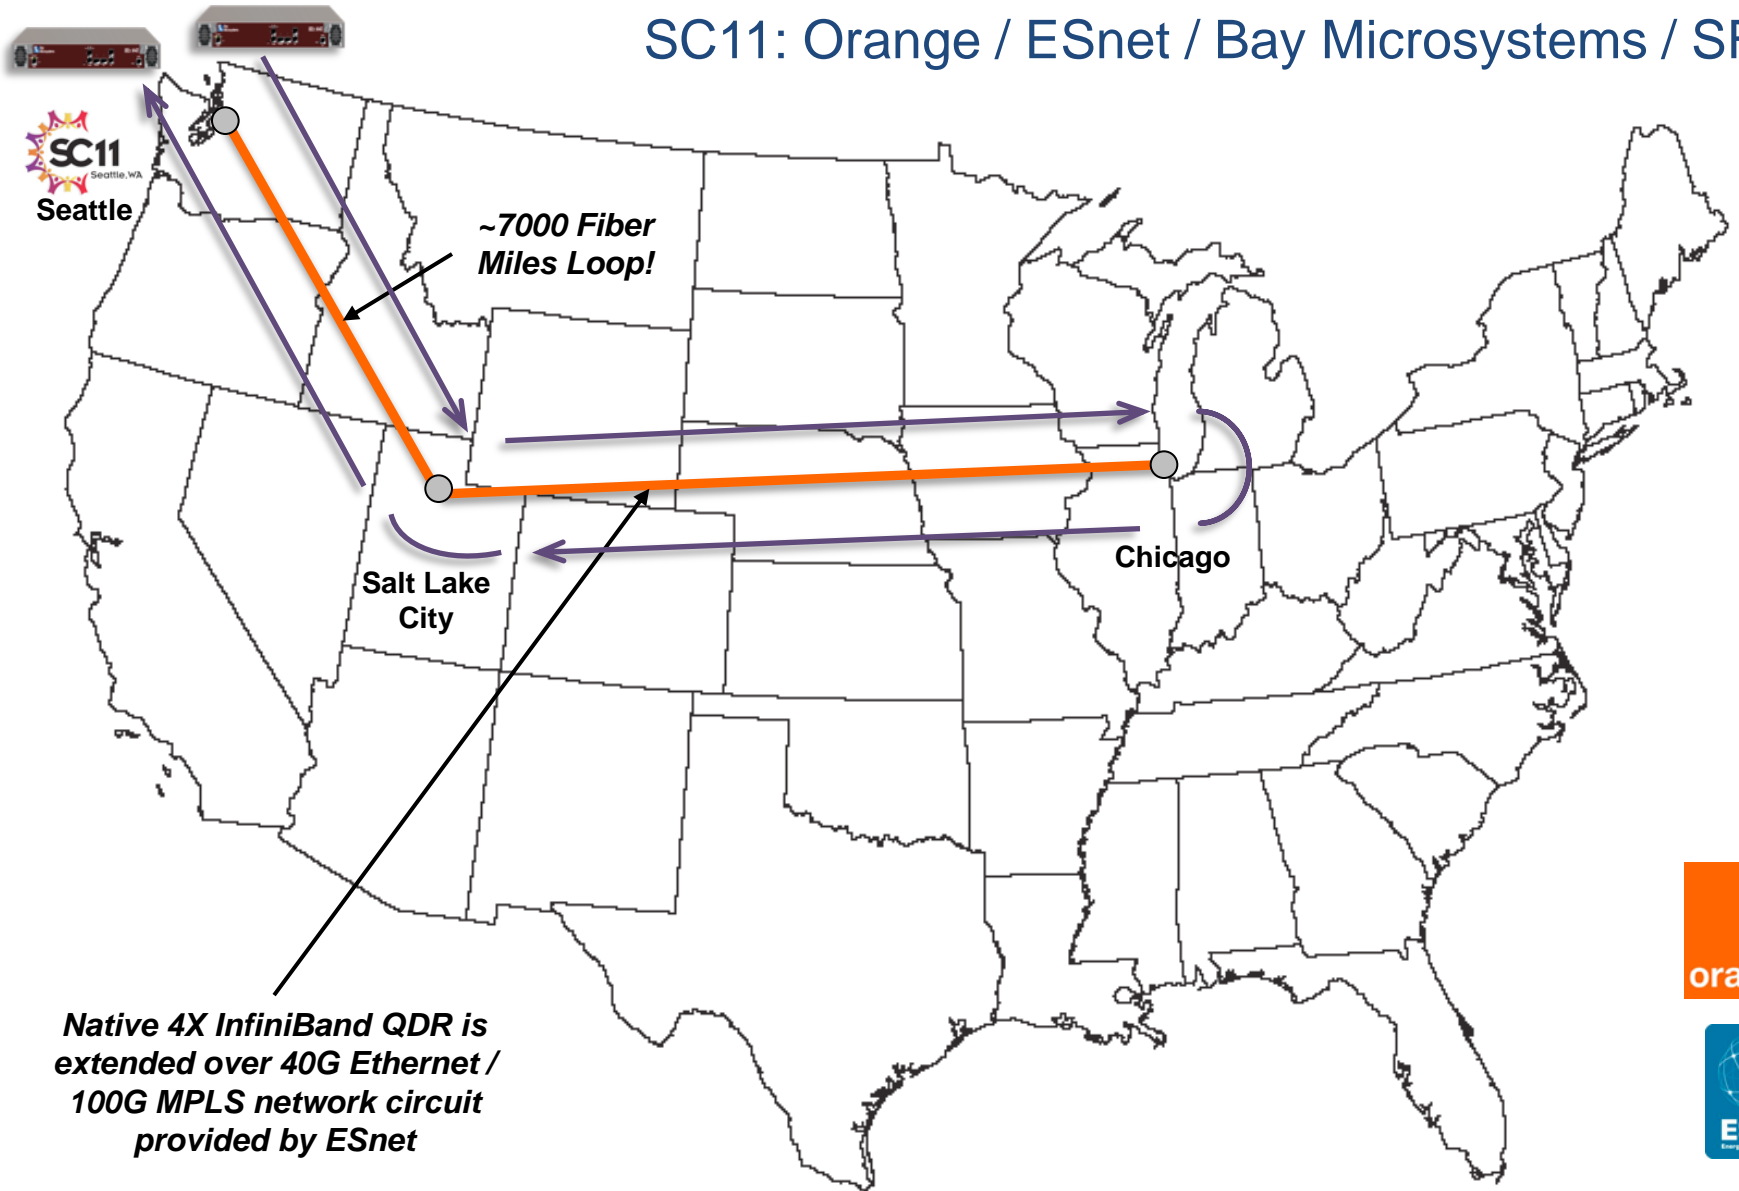 SC11: Orange / ESnet / Bay Microsystems /
SC11
Seattle, WA
Seattle
~7000 Fiber
Miles Loop!
Salt Lake
City
Chicago
Native 4X InfiniBand QDR is
extended over 40G Ethernet /
100G MPLS network circuit
provided by ESnet